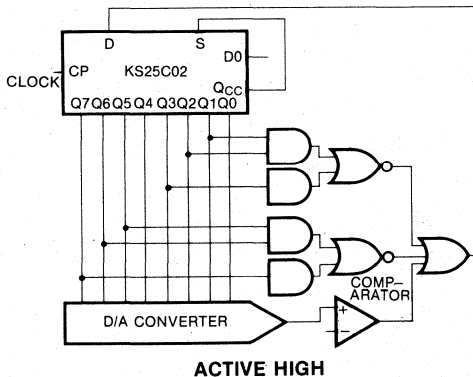 D S
D0
CP KS25C02
CLOCK
QCC
Q7 Q6 Q5 Q4 Q3 Q2 Q1 Q0
COMP-
ARATOR
+
−
D/A CONVERTER
ACTIVE HIGH